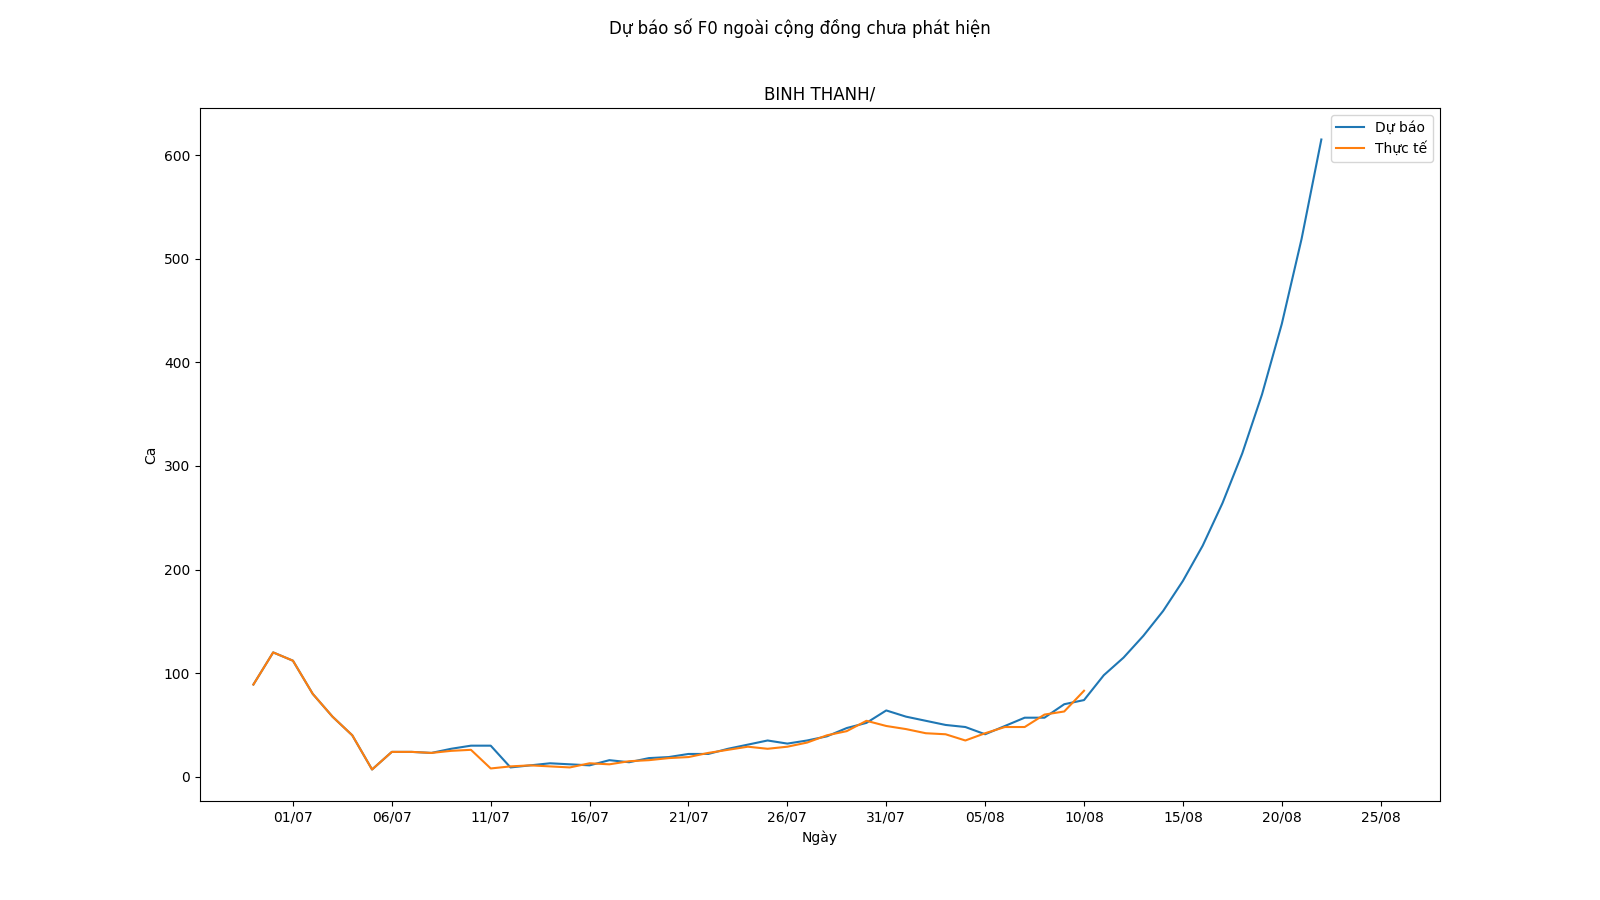 Dự báo số F0 ngoài cộng đồng chưa phát hiện
BINH THANH/
Dự báo
Thực tế
600
500
400
300
200
100
0
Ca
01/07 06/07 11/07 16/07 21/07 26/07 31/07 05/08 10/08 15/08 20/08 25/08
Ngày